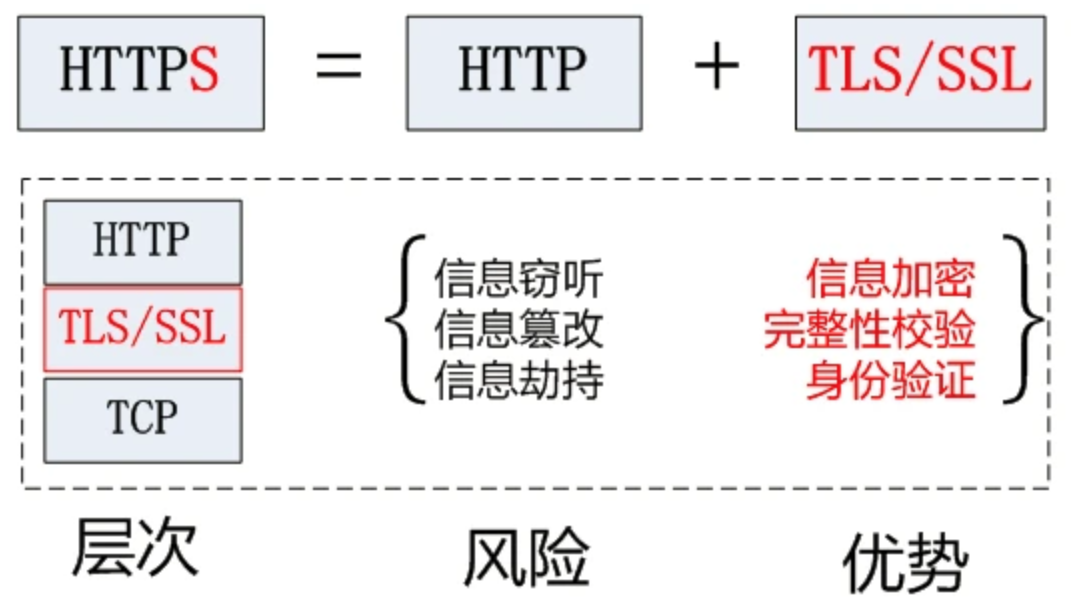 HTTPS = HTTP + TLS/SSL
HTTP
TLS/SSL
TCP
信息窃听
信息篡改
信息劫持
信息加密
完整性校验
身份验证
层次
风险
优势